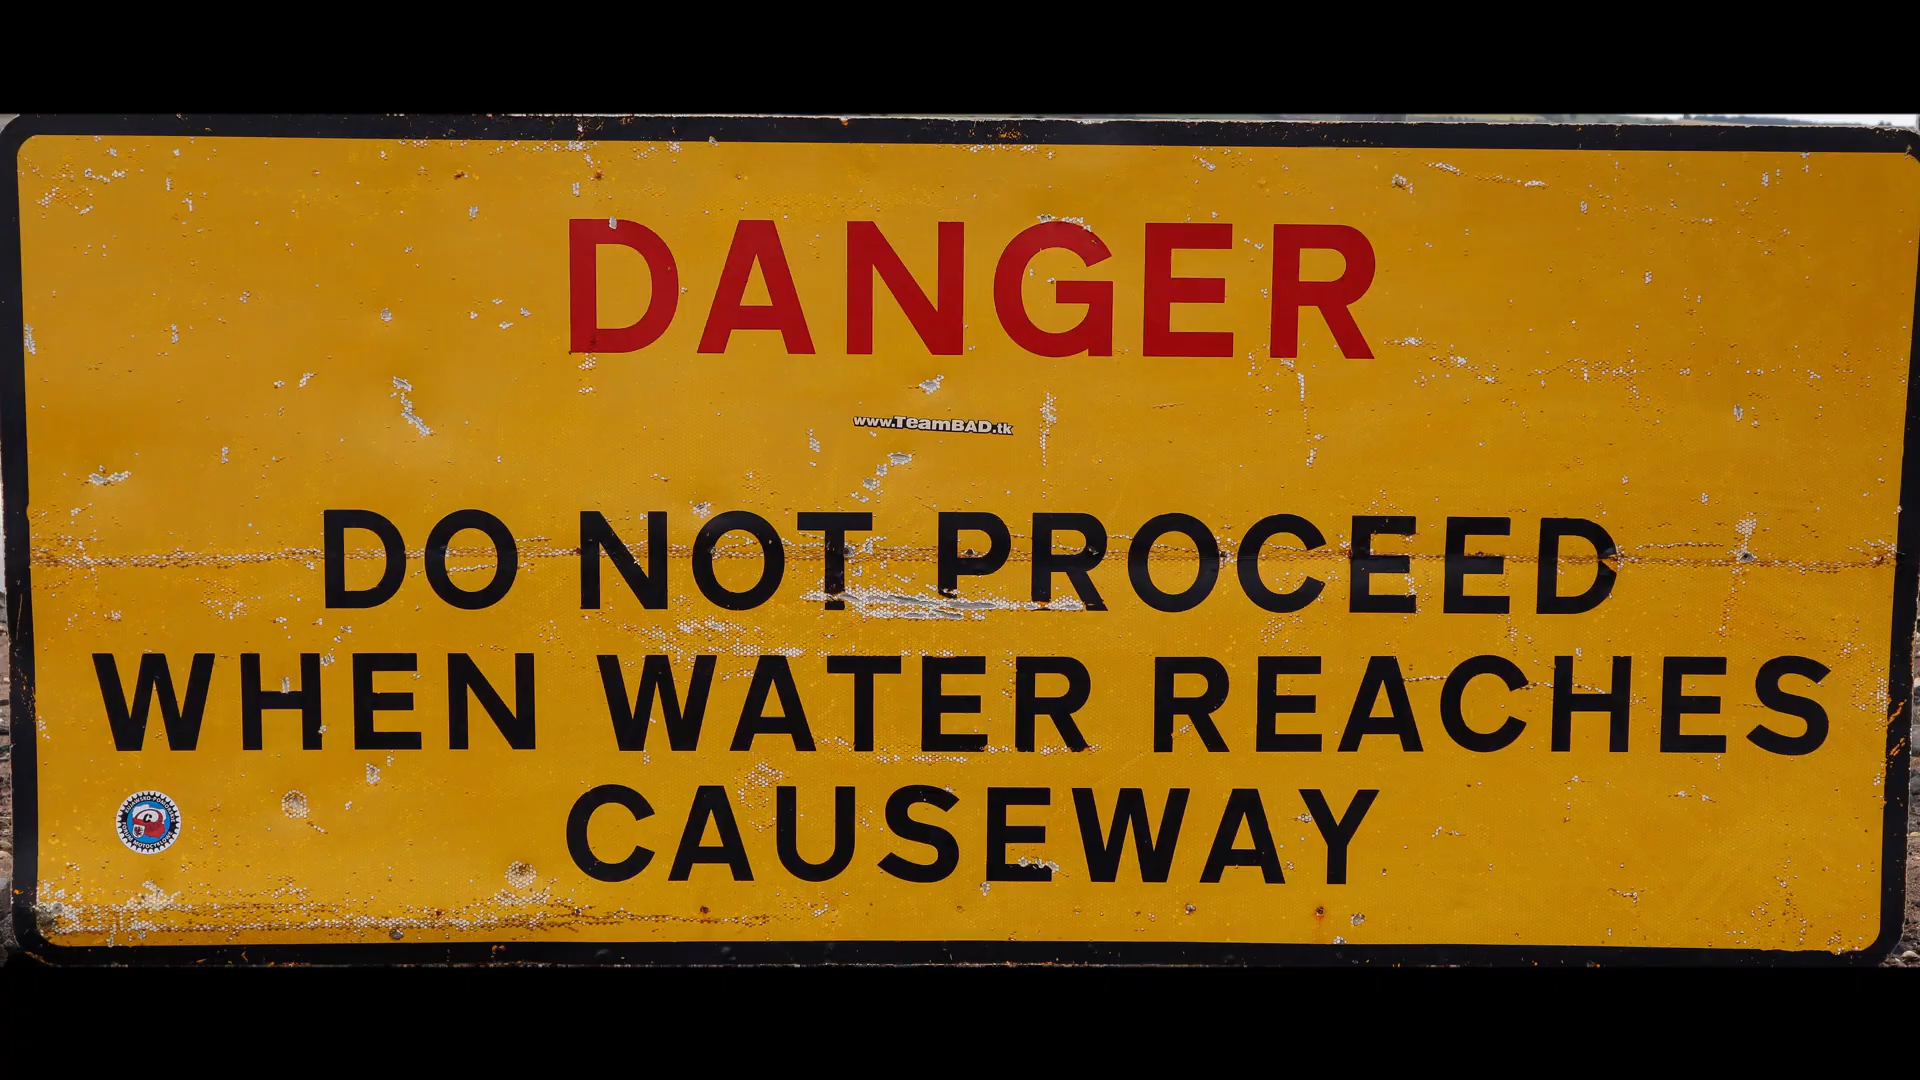 DANGER
www.TeamBAD.tk
DO NOT PROCEED
WHEN WATER REACHES
CAUSEWAY